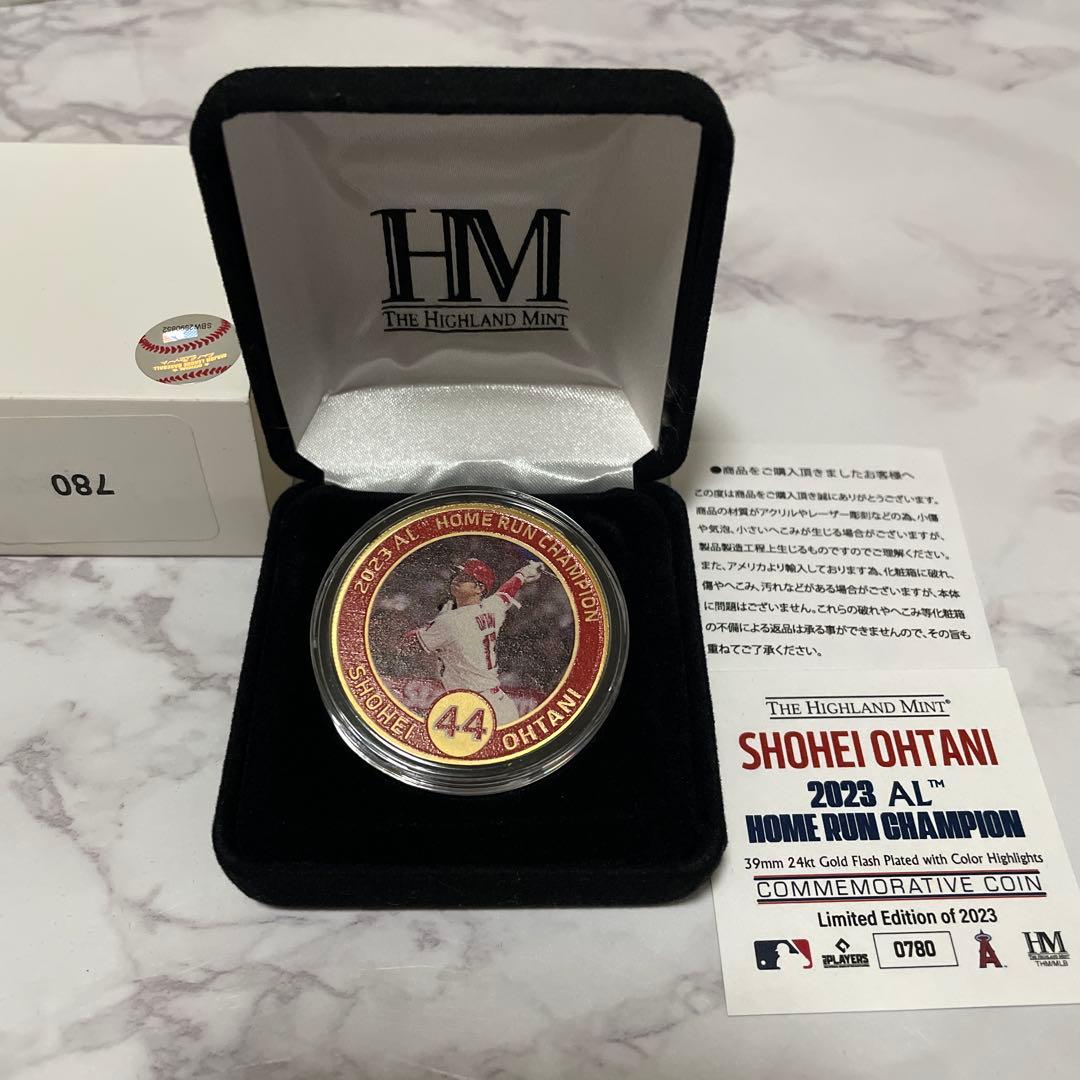 HM
THE HIGHLAND MINT
SBW2690852
MAJOR LEAGUE BASEBALL
780
2023 AL™ HOME RUN CHAMPION
OHTANI
17
SHOHEI
44
OHTANI
●商品をご購入頂きましたお客様へ
この度は商品をご購入頂き誠にありがとうございます。
商品の材質がアクリルやレーザー彫刻などの為、小傷
や気泡、小さいへこみが生じる場合がございますが、
製品製造工程上生じるものですのでご理解ください。
また、アメリカより輸入しております為、化粧箱に破れ、
傷やへこみ、汚れなどがある場合がございますが、本体
に問題はございません。これらの破れやへこみ等化粧箱
の不備による返品は承る事ができませんので、その旨も
重ねてご了承ください。
THE HIGHLAND MINT®
SHOHEI OHTANI
2023 AL™
HOME RUN CHAMPION
39mm 24kt Gold Flash Plated with Color Highlights
COMMEMORATIVE COIN
Limited Edition of 2023
PLAYERS
0780
A
HM
THE HIGHLAND MINT
THM/MLB